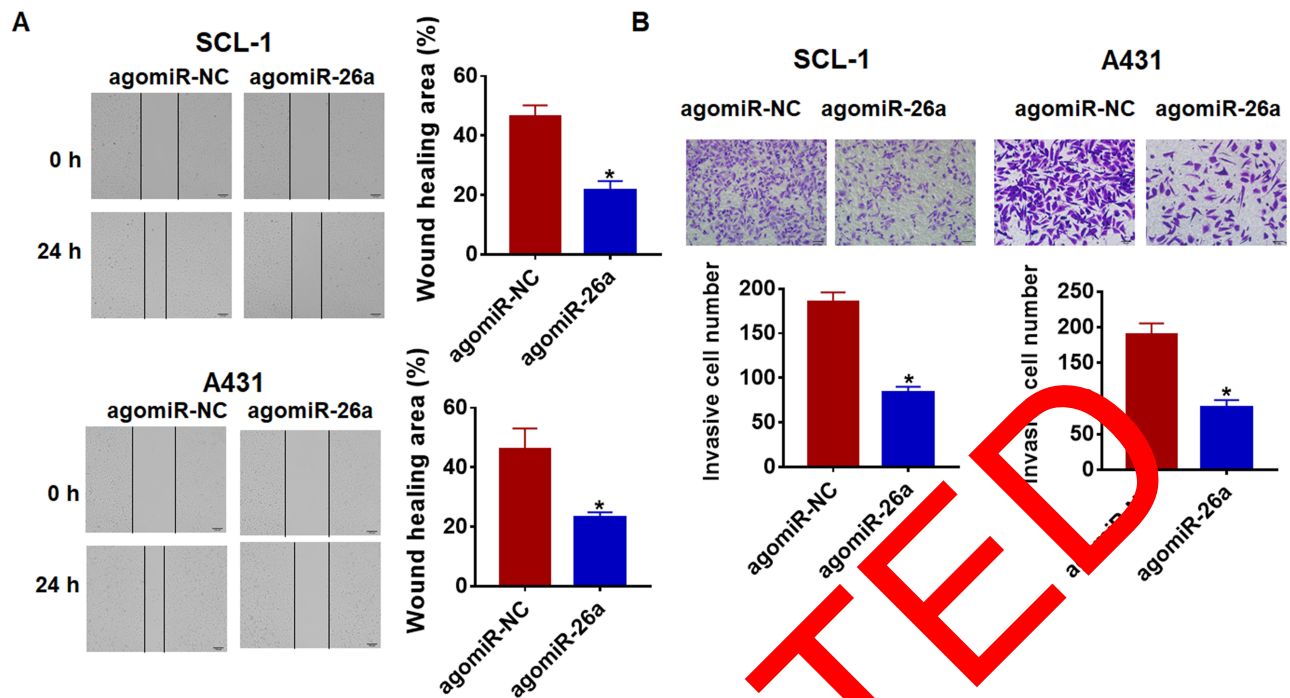 A
SCL-1
agomiR-NC agomiR-26a
0 h
24 h
Wound healing area (%)
60
40
20
0
*
agomiR-NC
agomiR-26a
A431
agomiR-NC agomiR-26a
0 h
24 h
Wound healing area (%)
60
40
20
0
*
agomiR-NC
agomiR-26a
B
SCL-1
agomiR-NC agomiR-26a
Invasive cell number
200
150
100
50
0
*
agomiR-NC
agomiR-26a
A431
agomiR-NC agomiR-26a
Invasive cell number
250
200
150
50
0
*
agomiR-26a
TED